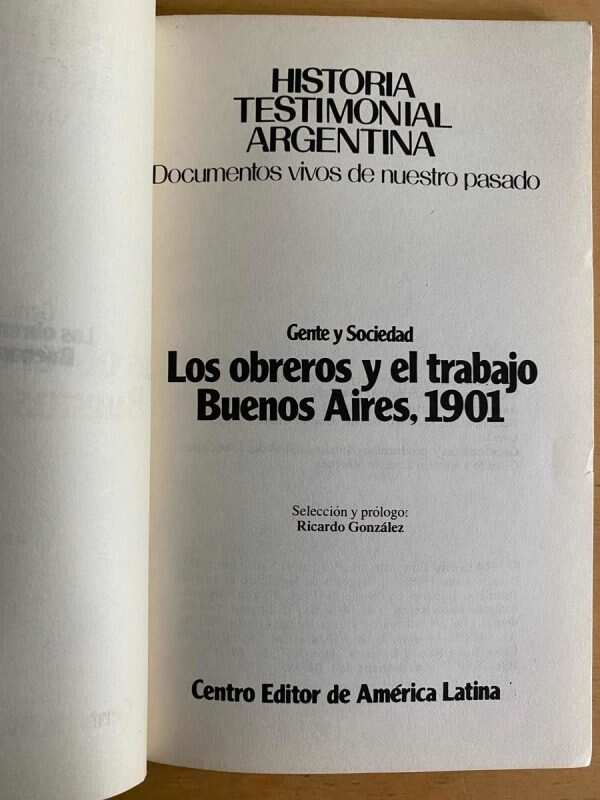 HISTORIA
TESTIMONIAL
ARGENTINA
Documentos vivos de nuestro pasado
Gente y Sociedad
Los obreros y el trabajo
Buenos Aires, 1901
Selección y prólogo:
Ricardo González
Centro Editor de América Latina